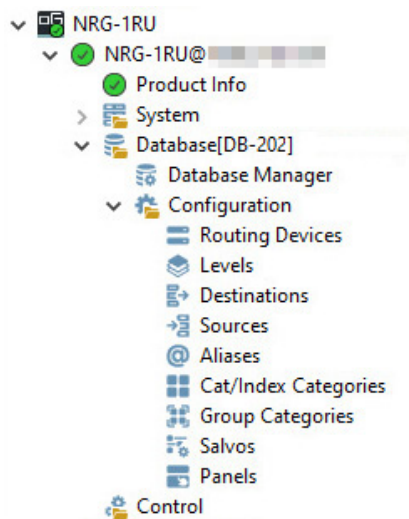 NRG-1RU
NRG-1RU@
Product Info
System
Database[DB-202]
Database Manager
Configuration
Routing Devices
Levels
Destinations
Sources
Aliases
Cat/Index Categories
Group Categories
Salvos
Panels
Control